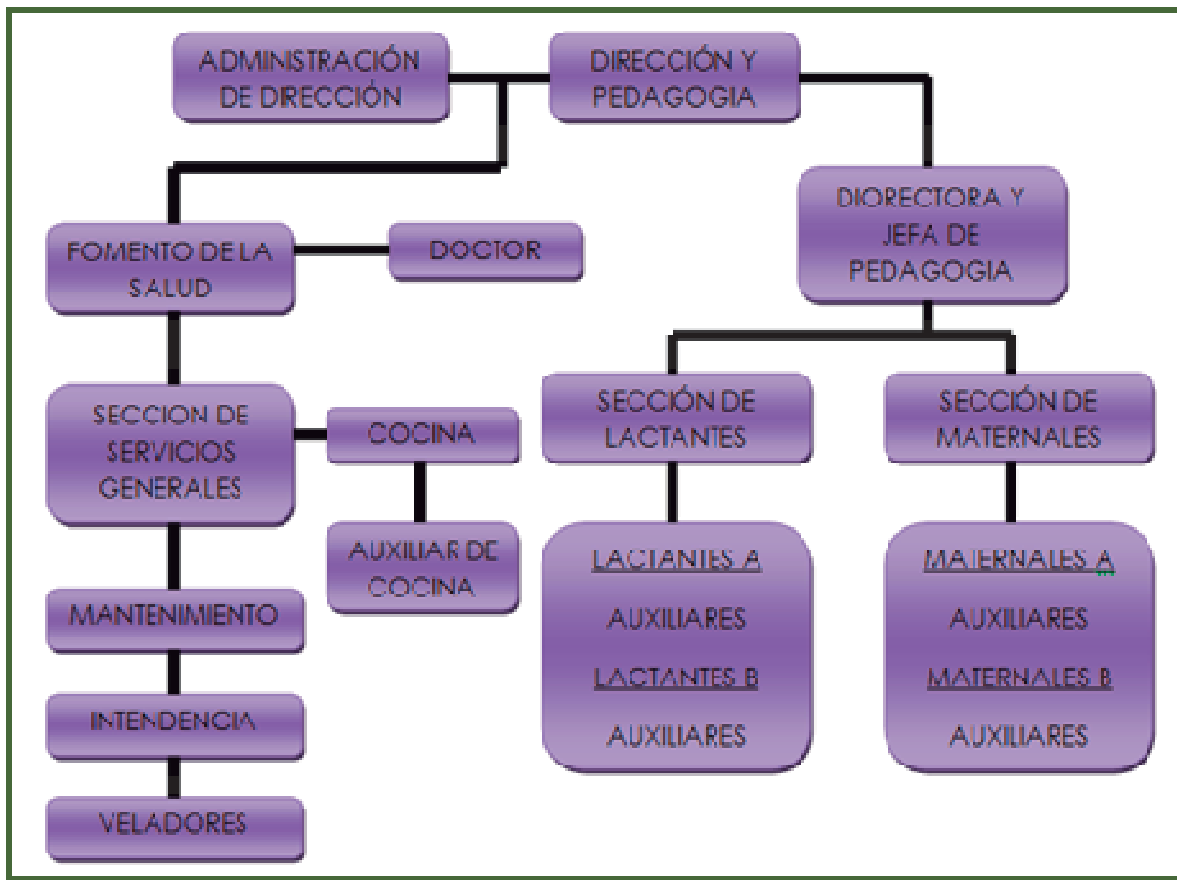 ADMINISTRACIÓN
DE DIRECCIÓN
DIRECCIÓN Y
PEDAGOGIA
FOMENTO DE LA
SALUD
DOCTOR
DIORECTORA Y
JEFA DE
PEDAGOGIA
SECCION DE
SERVICIOS
GENERALES
COCINA
AUXILIAR DE
COCINA
SECCIÓN DE
LACTANTES
SECCIÓN DE
MATERNALES
LACTANTES A
AUXILIARES
LACTANTES B
AUXILIARES
MATERNALES A
AUXILIARES
MATERNALES B
AUXILIARES
MANTENIMIENTO
INTENDENCIA
VELADORES